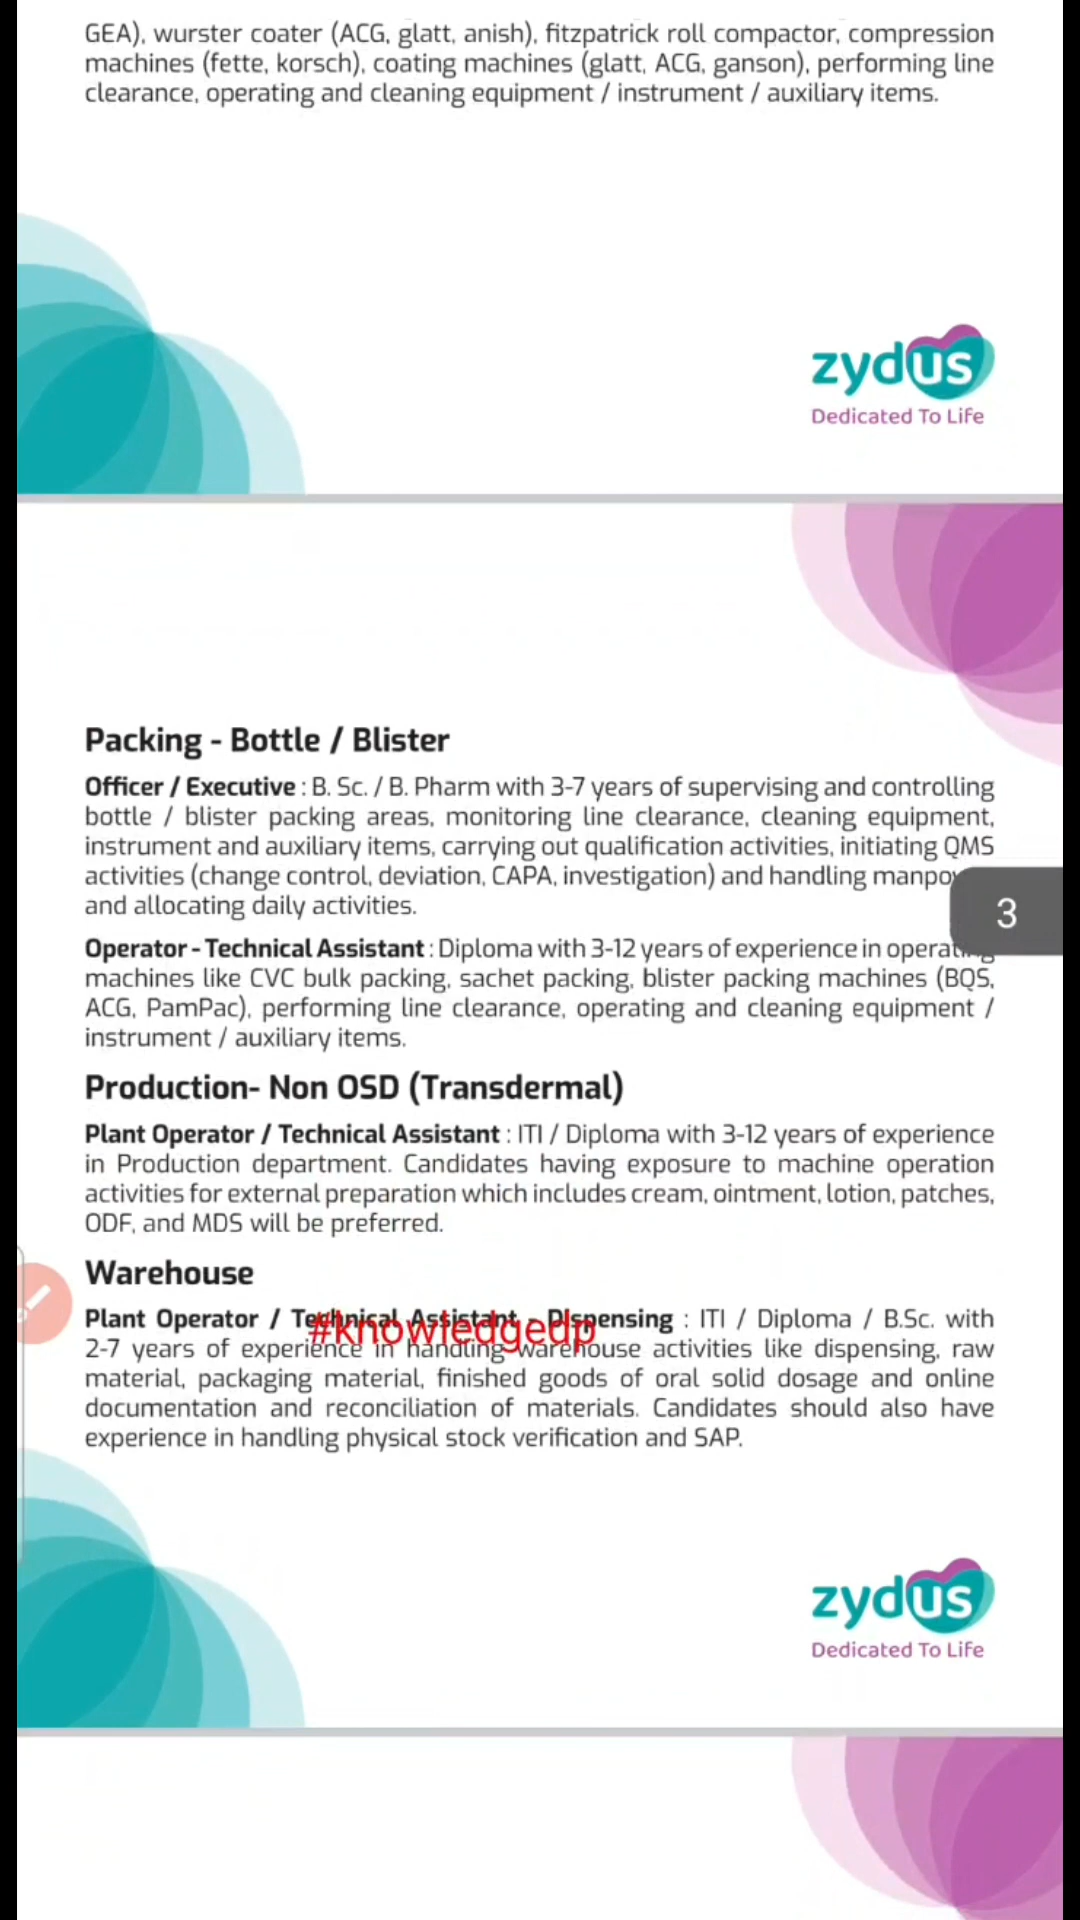 GEA), wurster coater (ACG, glatt, anish), fitzpatrick roll compactor, compression
machines (fette, korsch), coating machines (glatt, ACG, ganson), performing line
clearance, operating and cleaning equipment / instrument / auxiliary items.
zydus
Dedicated To Life
Packing - Bottle / Blister
Officer / Executive : B. Sc. / B. Pharm with 3-7 years of supervising and controlling
bottle / blister packing areas, monitoring line clearance, cleaning equipment,
instrument and auxiliary items, carrying out qualification activities, initiating QMS
activities (change control, deviation, CAPA, investigation) and handling
and allocating daily activities.
3
Operator - Technical Assistant : Diploma with 3-12 years of experience in operating
machines like CVC bulk packing, sachet packing, blister packing machines (BQS,
ACG, PamPac), performing line clearance, operating and cleaning equipment /
instrument / auxiliary items.
Production- Non OSD (Transdermal)
Plant Operator / Technical Assistant : ITI / Diploma with 3-12 years of experience
in Production department. Candidates having exposure to machine operation
activities for external preparation which includes cream, ointment, lotion, patches,
ODF, and MDS will be preferred.
Warehouse
Plant Operator / Technical Assistant - Dispensing : ITI / Diploma / B.Sc. with
#knowledgedp
2-7 years of experience in handling warehouse activities like dispensing, raw
material, packaging material, finished goods of oral solid dosage and online
documentation and reconciliation of materials. Candidates should also have
experience in handling physical stock verification and SAP.
zydus
Dedicated To Life